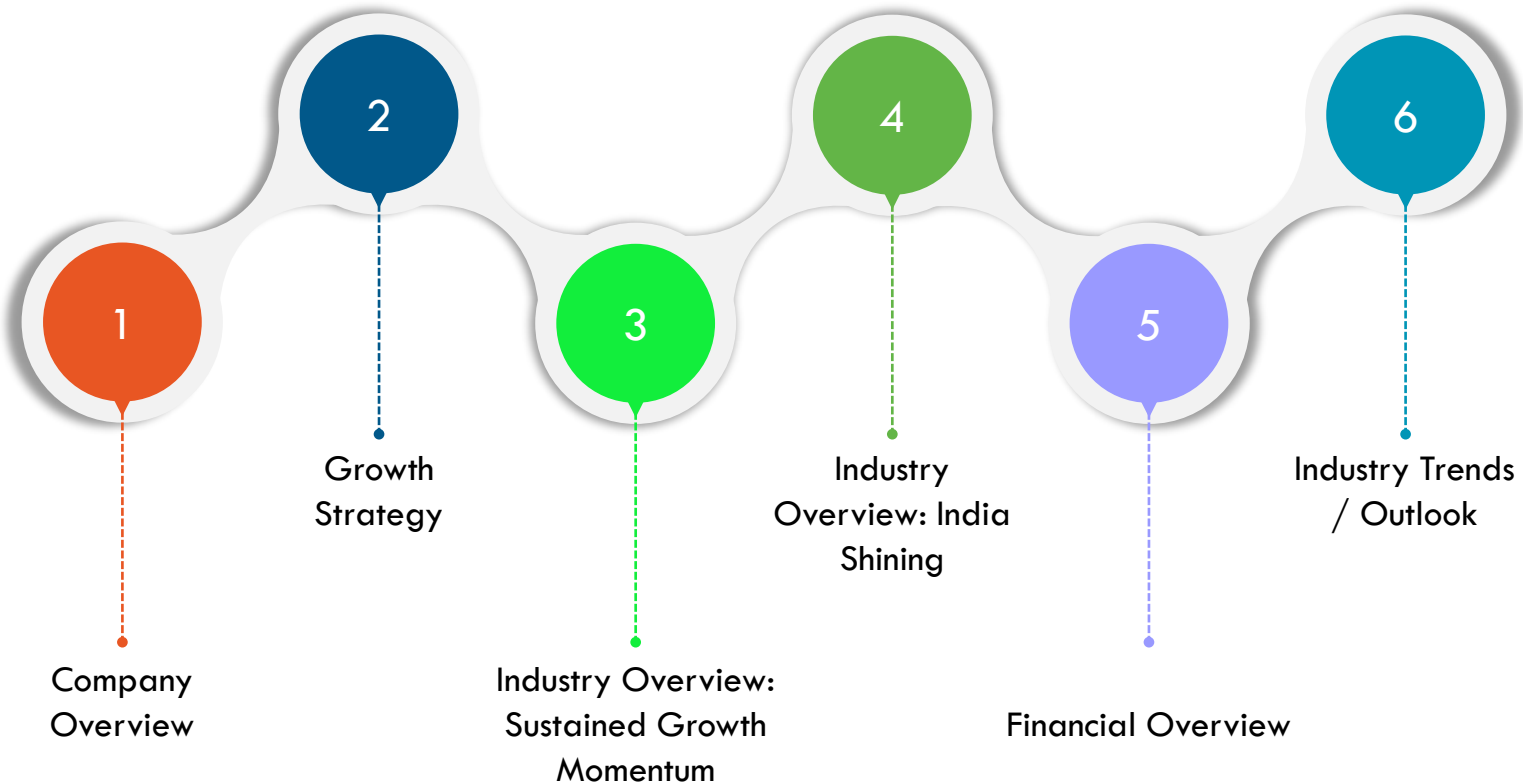 1
Company
Overview
2
Growth
Strategy
3
Industry Overview:
Sustained Growth
Momentum
4
Industry
Overview: India
Shining
5
Financial Overview
6
Industry Trends
/ Outlook